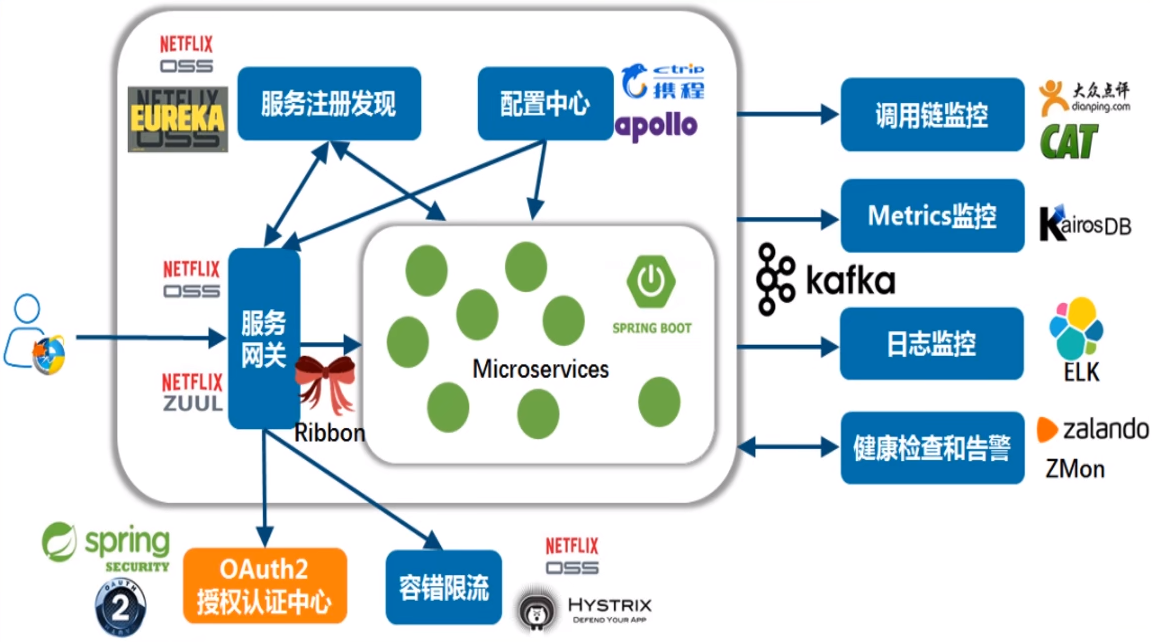 NETFLIX
OSS
NETFLIX
EUREKA
OSS
服务注册发现
配置中心
ctrip
携程
apollo
调用链监控
大众点评
dianping.com
CAT
Metrics监控
KairosDB
NETFLIX
OSS
服务
网关
NETFLIX
ZUUL
Ribbon
SPRING BOOT
Microservices
kafka
日志监控
ELK
健康检查和告警
zalando
ZMon
spring
SECURITY
OAUTH
2
OAuth2
授权认证中心
容错限流
NETFLIX
OSS
HYSTRIX
DEFEND YOUR APP